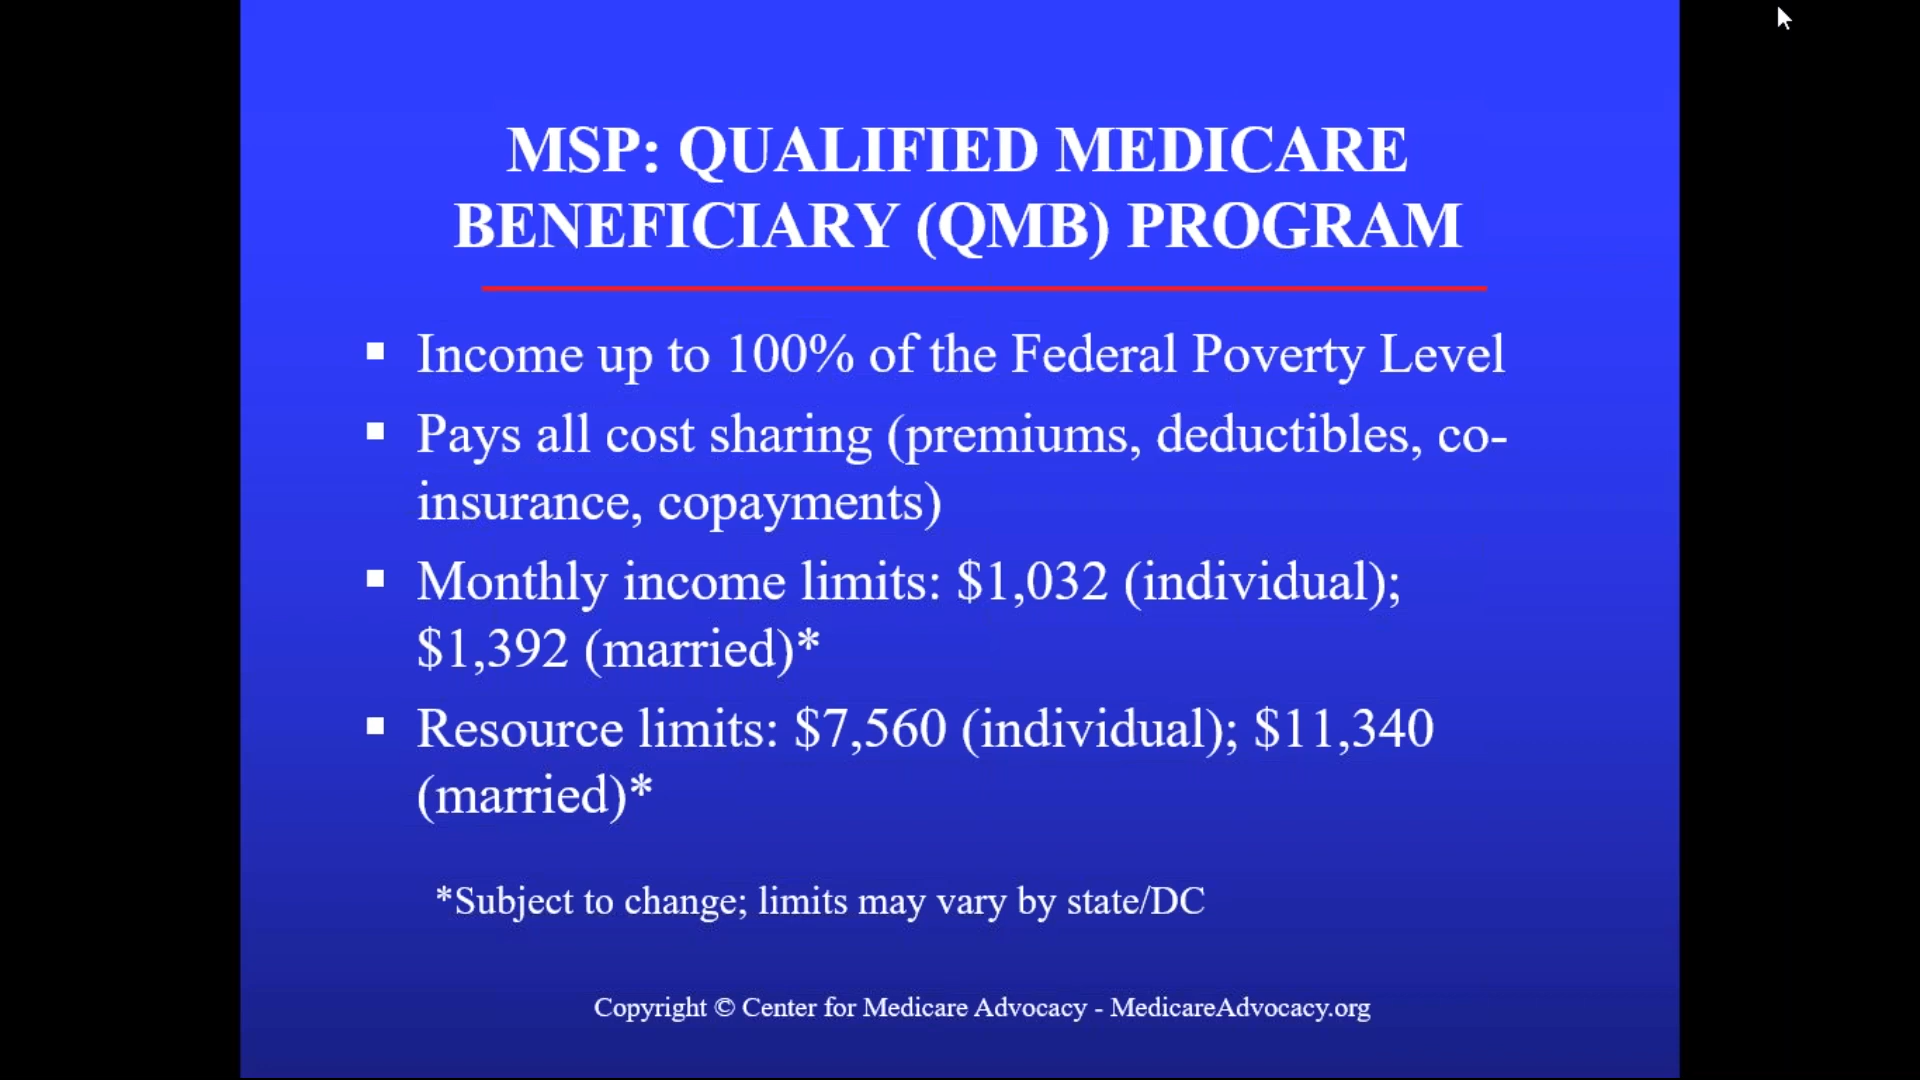 MSP: QUALIFIED MEDICARE
BENEFICIARY (QMB) PROGRAM
▪ Income up to 100% of the Federal Poverty Level
▪ Pays all cost sharing (premiums, deductibles, co-
insurance, copayments)
▪ Monthly income limits: $1,032 (individual);
$1,392 (married)*
▪ Resource limits: $7,560 (individual); $11,340
(married)*
*Subject to change; limits may vary by state/DC
Copyright © Center for Medicare Advocacy - MedicareAdvocacy.org